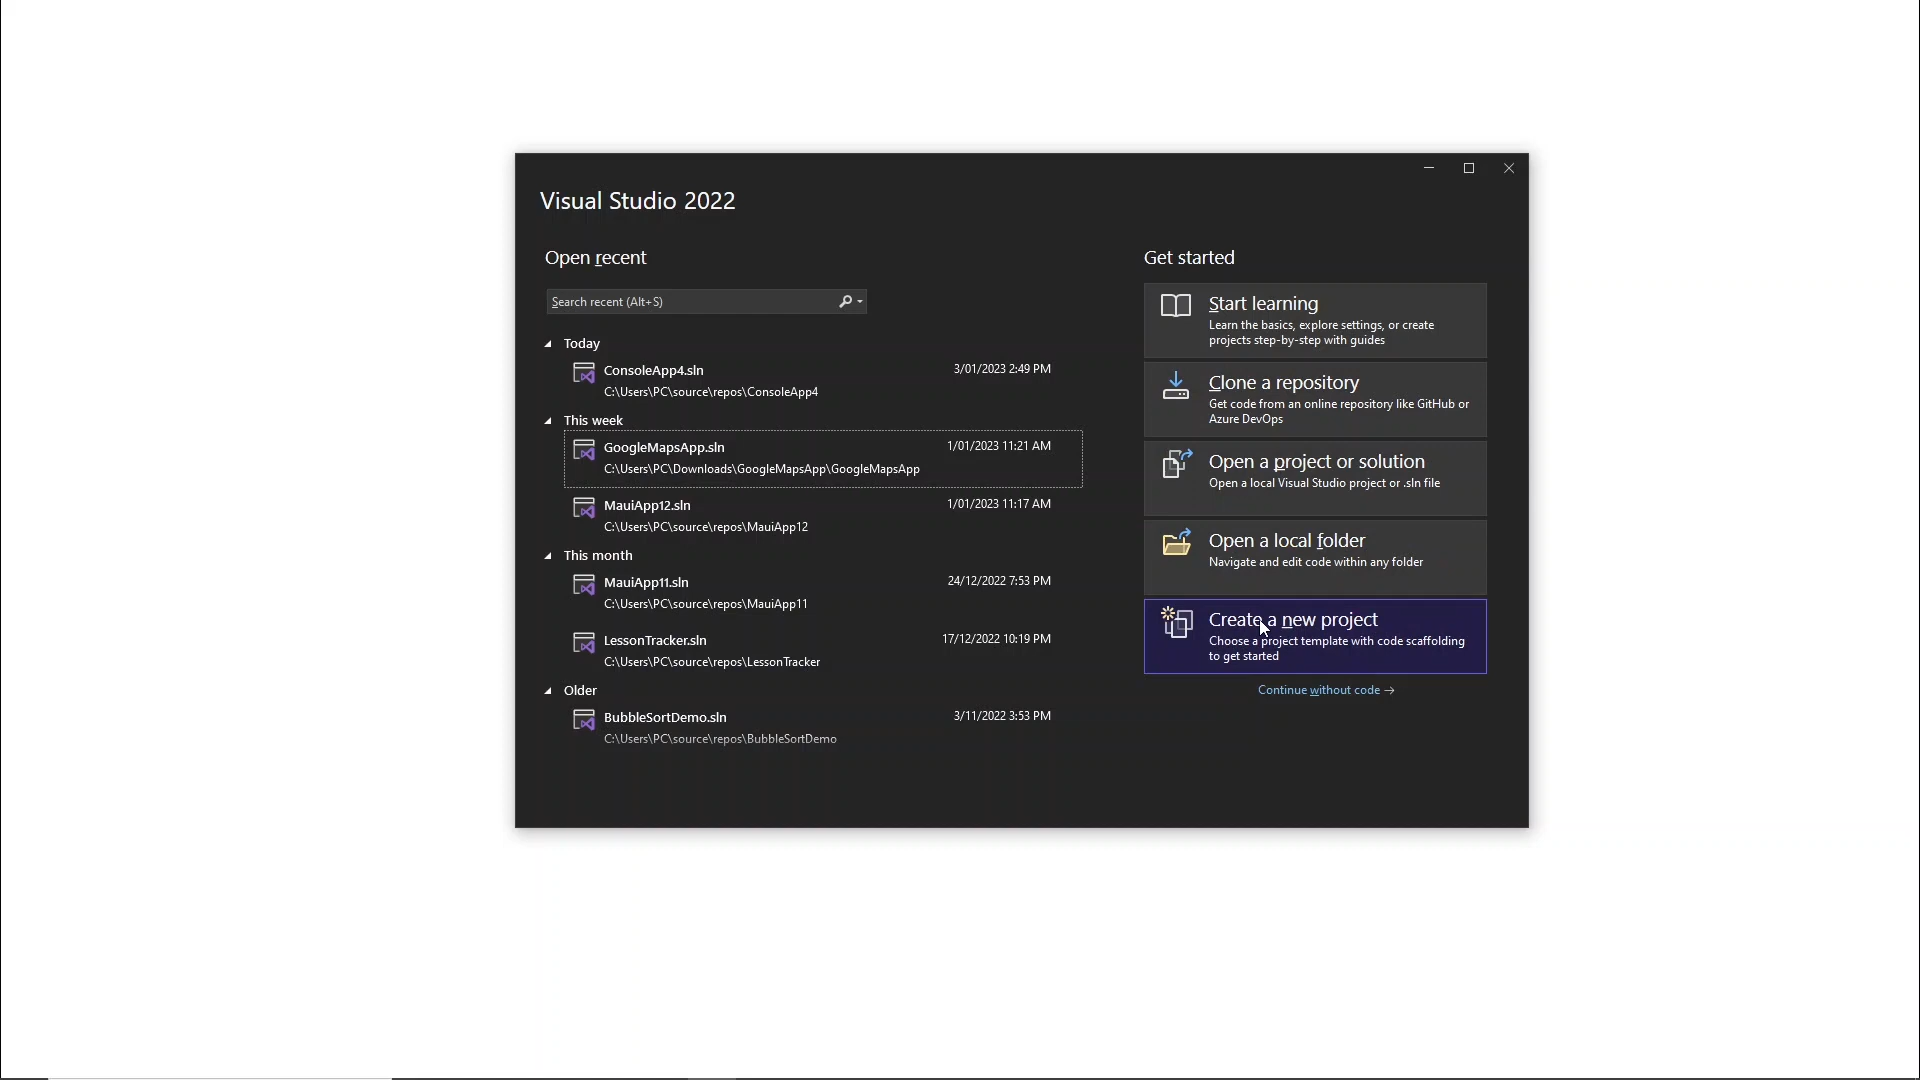 Visual Studio 2022
Open recent
Search recent (Alt+S)
Today
ConsoleApp4.sln
3/01/2023 2:49 PM
C:\Users\PC\source\repos\ConsoleApp4
This week
GoogleMapsApp.sln
1/01/2023 11:21 AM
C:\Users\PC\Downloads\GoogleMapsApp\GoogleMapsApp
MauiApp12.sln
1/01/2023 11:17 AM
C:\Users\PC\source\repos\MauiApp12
This month
MauiApp11.sln
24/12/2022 7:53 PM
C:\Users\PC\source\repos\MauiApp11
LessonTracker.sln
17/12/2022 10:19 PM
C:\Users\PC\source\repos\LessonTracker
Older
BubbleSortDemo.sln
3/11/2022 3:53 PM
C:\Users\PC\source\repos\BubbleSortDemo
Get started
Start learning
Learn the basics, explore settings, or create
projects step-by-step with guides
Clone a repository
Get code from an online repository like GitHub or
Azure DevOps
Open a project or solution
Open a local Visual Studio project or .sln file
Open a local folder
Navigate and edit code within any folder
Create a new project
Choose a project template with code scaffolding
to get started
Continue without code →